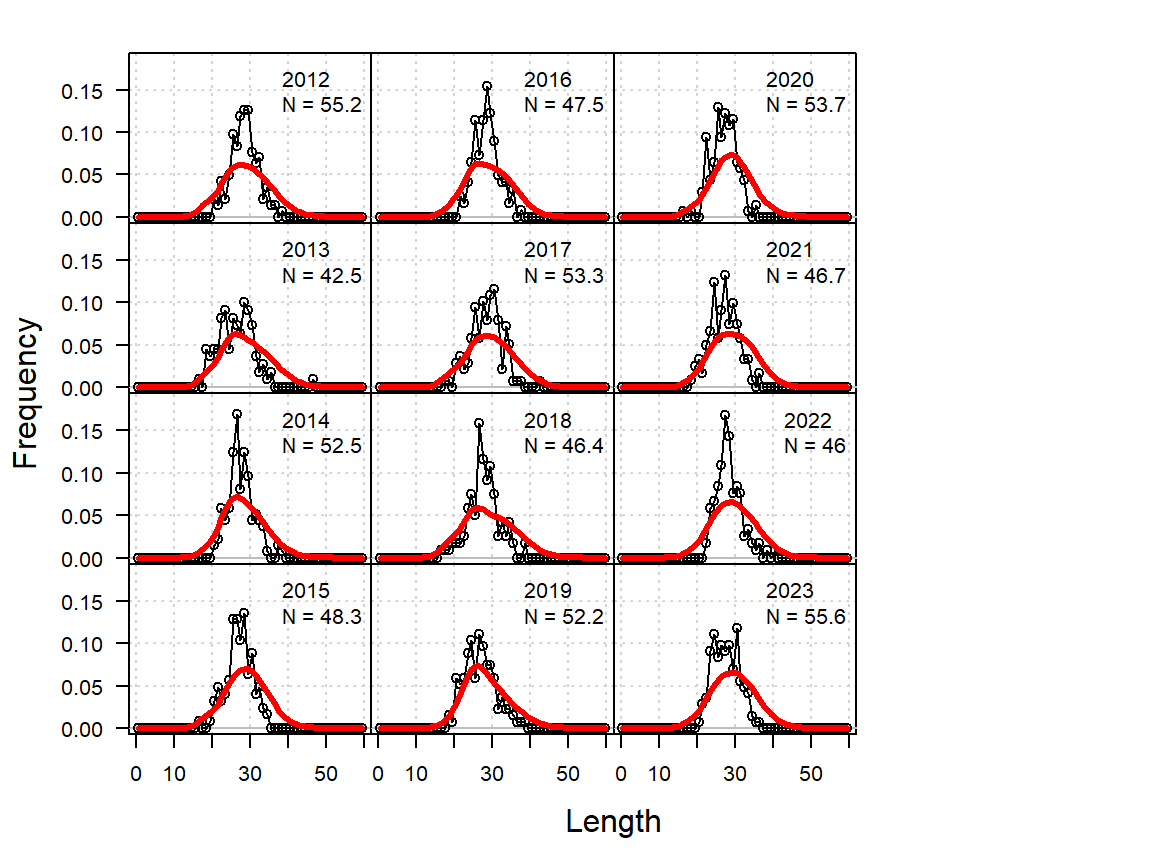 2012
N = 55.2
2016
N = 47.5
2020
N = 53.7
0.15
0.10
0.05
0.00
2013
N = 42.5
2017
N = 53.3
2021
N = 46.7
0.15
0.10
0.05
0.00
2014
N = 52.5
2018
N = 46.4
2022
N = 46
0.15
0.10
0.05
0.00
2015
N = 48.3
2019
N = 52.2
2023
N = 55.6
0.15
0.10
0.05
0.00
Frequency
0 10 30 50 0 10 30 50 0 10 30 50
Length